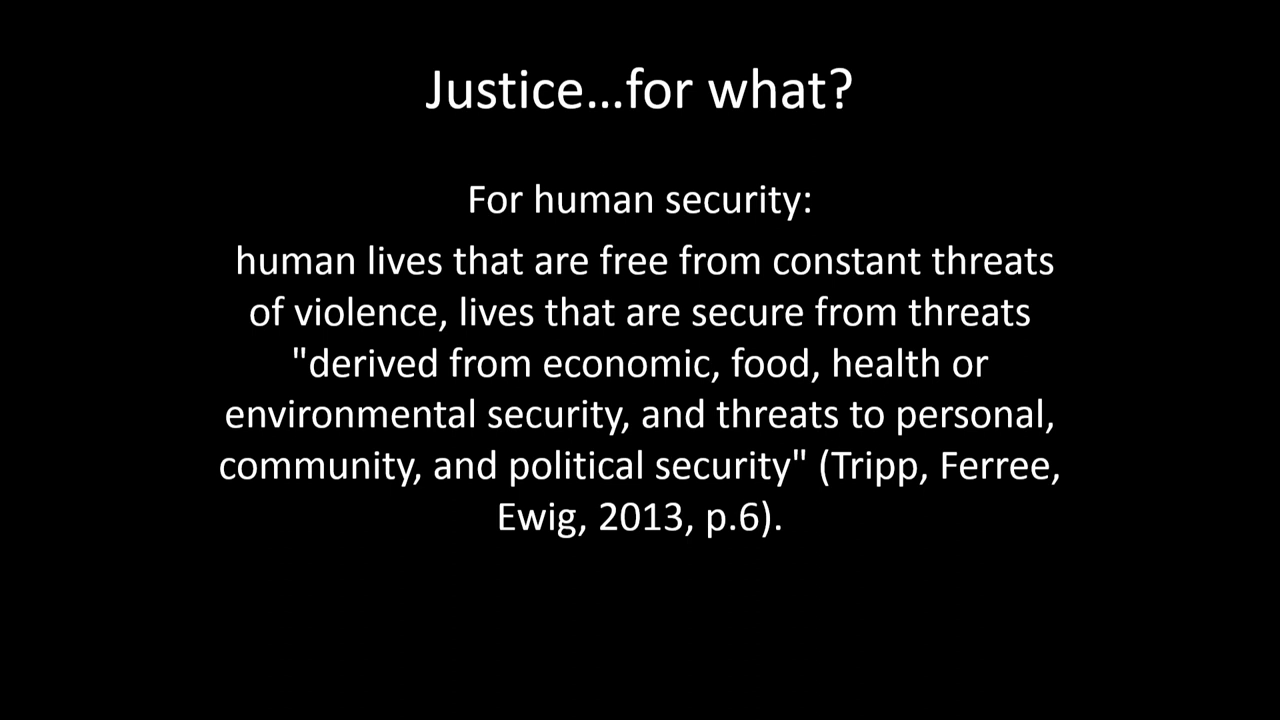 Justice...for what?
For human security:
human lives that are free from constant threats
of violence, lives that are secure from threats
"derived from economic, food, health or
environmental security, and threats to personal,
community, and political security" (Tripp, Ferree,
Ewig, 2013, p.6).